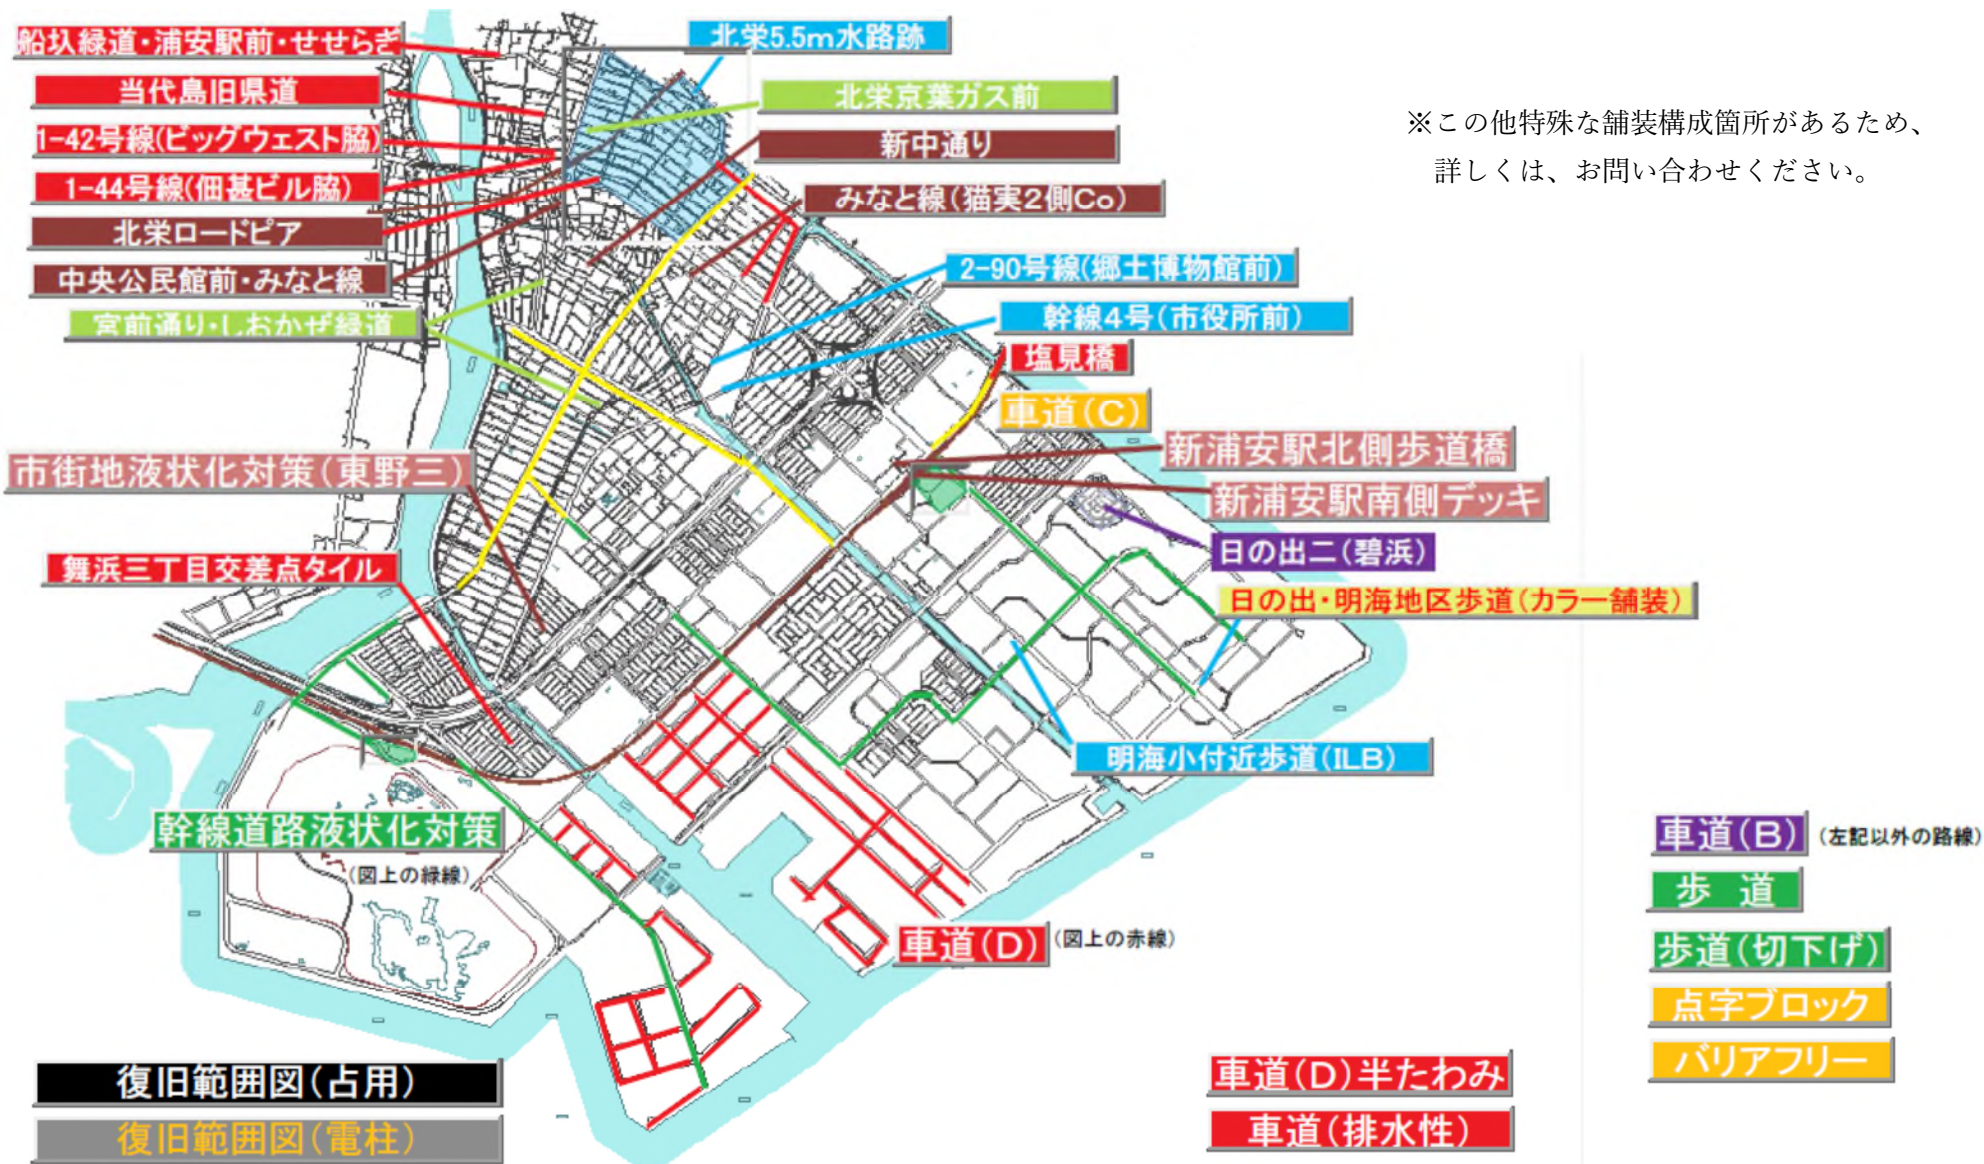 船圦緑道・浦安駅前・せせらぎ
北栄5.5m水路跡
当代島旧県道
北栄京葉ガス前
※この他特殊な舗装構成箇所があるため、
詳しくは、お問い合わせください。
1-42号線(ビッグウェスト脇)
新中通り
1-44号線(佃甚ビル脇)
みなと線(猫実2側Co)
北栄ロードピア
中央公民館前・みなと線
2-90号線(郷土博物館前)
宮前通り・しおかぜ緑道
幹線4号(市役所前)
塩見橋
車道(C)
新浦安駅北側歩道橋
市街地液状化対策(東野三)
新浦安駅南側デッキ
日の出二(碧浜)
舞浜三丁目交差点タイル
日の出・明海地区歩道(カラー舗装)
明海小付近歩道(ILB)
幹線道路液状化対策
(図上の緑線)
車道(B) (左記以外の路線)
歩 道
車道(D) (図上の赤線)
歩道(切下げ)
点字ブロック
バリアフリー
復旧範囲図(占用)
車道(D)半たわみ
復旧範囲図(電柱)
車道(排水性)